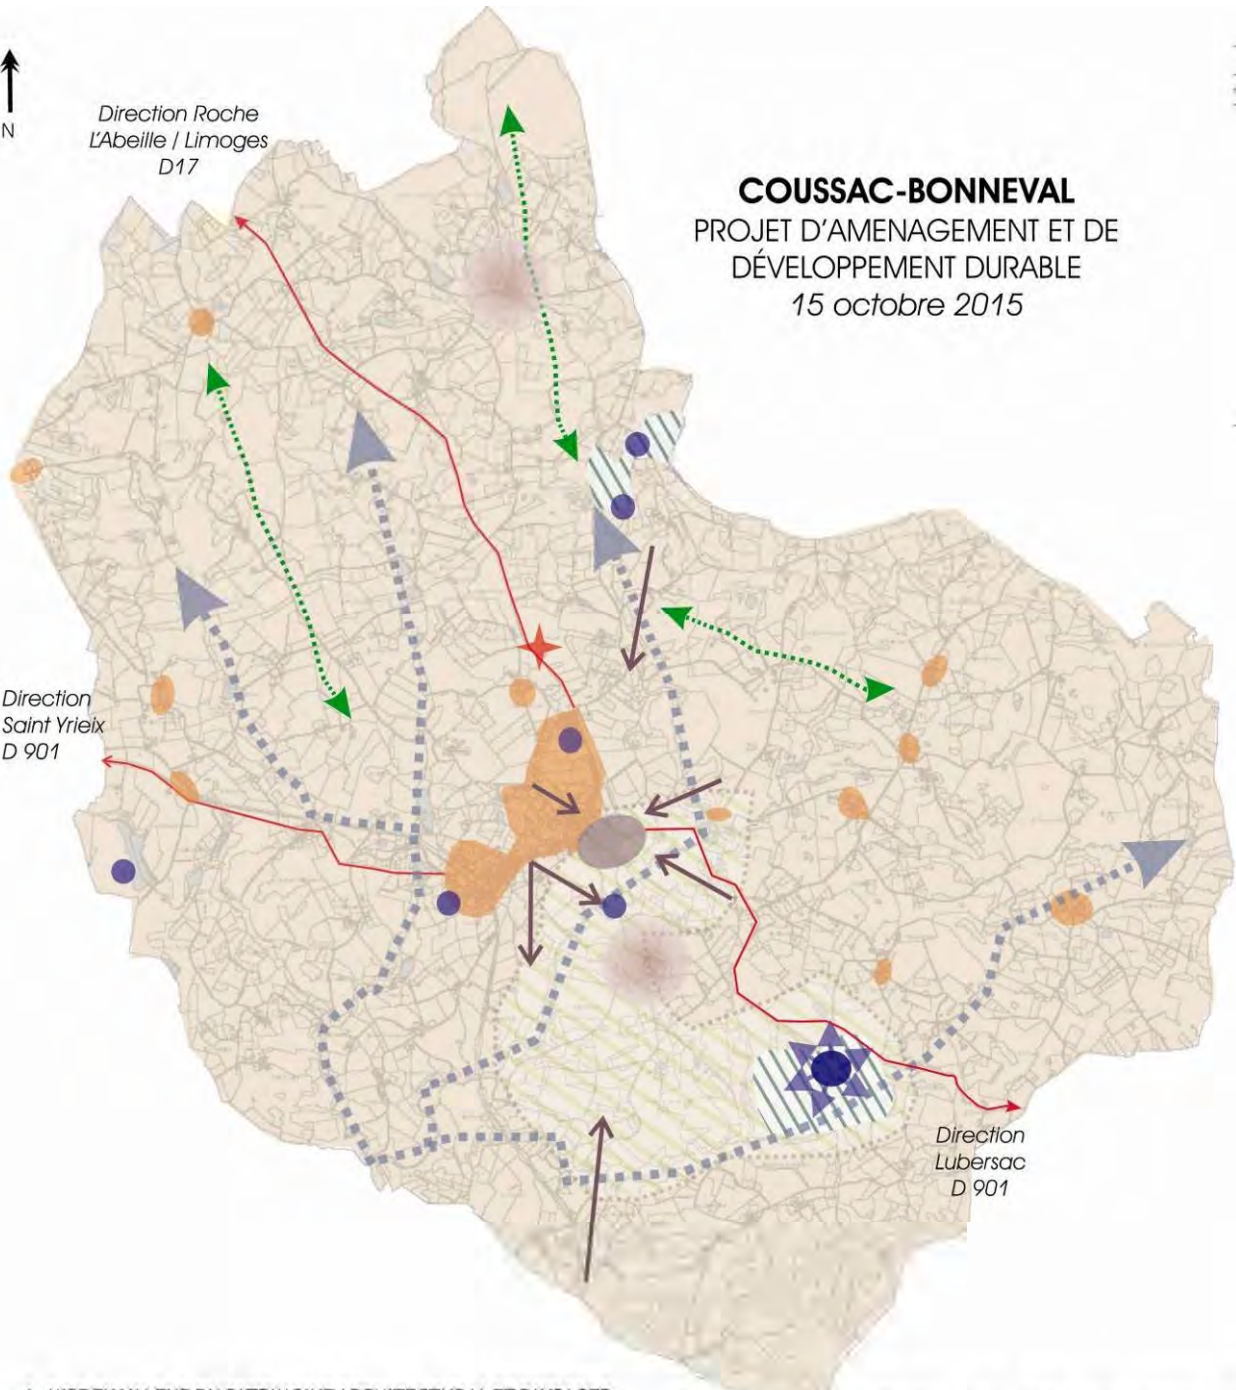 N
Direction Roche
L'Abeille / Limoges
D17
COUSSAC-BONNEVAL
PROJET D'AMENAGEMENT ET DE
DÉVELOPPEMENT DURABLE
15 octobre 2015
Direction
Saint Yrieix
D 901
Direction
Lubersac
D 901